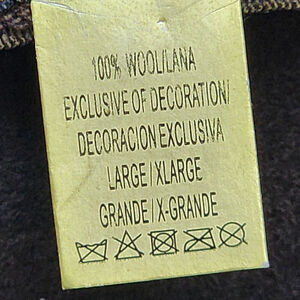 100% WOOL/LANA
EXCLUSIVE OF DECORATION/
DECORACION EXCLUSIVA
LARGE/XLARGE
GRANDE/X-GRANDE